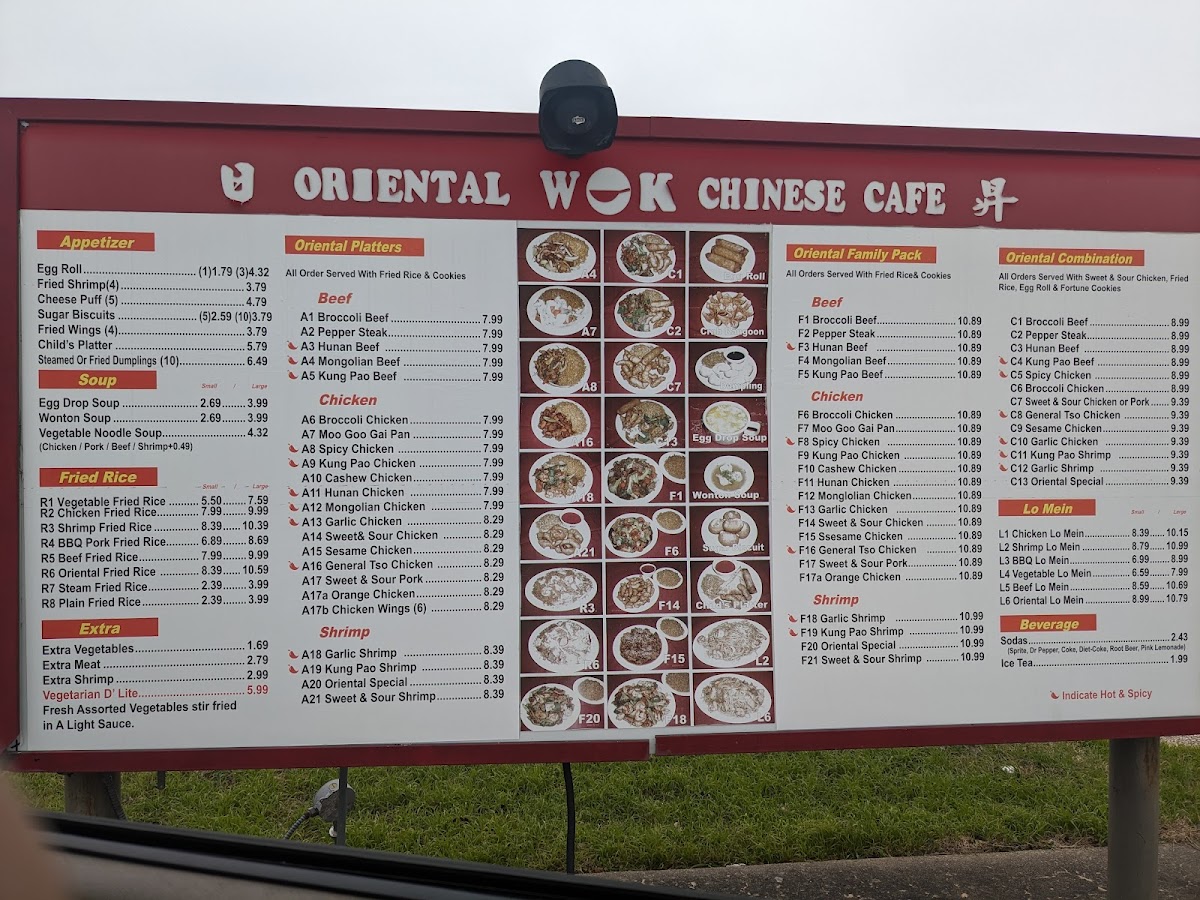 ORIENTAL WOK CHINESE CAFE 昇
Appetizer
Egg Roll (1)1.79 (3)4.32
Fried Shrimp(4) 3.79
Cheese Puff (5) 4.79
Sugar Biscuits (5)2.59 (10)3.79
Fried Wings (4) 3.79
Child's Platter 5.79
Steamed Or Fried Dumplings (10) 6.49
Soup Small / Large
Egg Drop Soup 2.69 3.99
Wonton Soup 2.69 3.99
Vegetable Noodle Soup 4.32
(Chicken / Pork / Beef / Shrimp+0.49)
Fried Rice Small / Large
R1 Vegetable Fried Rice 5.50 7.59
R2 Chicken Fried Rice 7.99 9.99
R3 Shrimp Fried Rice 8.39 10.39
R4 BBQ Pork Fried Rice 6.89 8.69
R5 Beef Fried Rice 7.99 9.99
R6 Oriental Fried Rice 8.39 10.59
R7 Steam Fried Rice 2.39 3.99
R8 Plain Fried Rice 2.39 3.99
Extra
Extra Vegetables 1.69
Extra Meat 2.79
Extra Shrimp 2.99
Vegetarian D' Lite 5.99
Fresh Assorted Vegetables stir fried
in A Light Sauce.
Oriental Platters
All Order Served With Fried Rice & Cookies
Beef
A1 Broccoli Beef 7.99
A2 Pepper Steak 7.99
A3 Hunan Beef 7.99
A4 Mongolian Beef 7.99
A5 Kung Pao Beef 7.99
Chicken
A6 Broccoli Chicken 7.99
A7 Moo Goo Gai Pan 7.99
A8 Spicy Chicken 7.99
A9 Kung Pao Chicken 7.99
A10 Cashew Chicken 7.99
A11 Hunan Chicken 7.99
A12 Mongolian Chicken 7.99
A13 Garlic Chicken 8.29
A14 Sweet& Sour Chicken 8.29
A15 Sesame Chicken 8.29
A16 General Tso Chicken 8.29
A17 Sweet & Sour Pork 8.29
A17a Orange Chicken 8.29
A17b Chicken Wings (6) 8.29
Shrimp
A18 Garlic Shrimp 8.39
A19 Kung Pao Shrimp 8.39
A20 Oriental Special 8.39
A21 Sweet & Sour Shrimp 8.39
A4 C1 Egg Roll
A7 C2
A8 C7
A16 Egg Drop Soup
F1 Wonton Soup
A21 F6
R3 F14 Child's Platter
R6 F15 L2
F20 F18 L6
Oriental Family Pack
All Orders Served With Fried Rice& Cookies
Beef
F1 Broccoli Beef 10.89
F2 Pepper Steak 10.89
F3 Hunan Beef 10.89
F4 Mongolian Beef 10.89
F5 Kung Pao Beef 10.89
Chicken
F6 Broccoli Chicken 10.89
F7 Moo Goo Gai Pan 10.89
F8 Spicy Chicken 10.89
F9 Kung Pao Chicken 10.89
F10 Cashew Chicken 10.89
F11 Hunan Chicken 10.89
F12 Monglolian Chicken 10.89
F13 Garlic Chicken 10.89
F14 Sweet & Sour Chicken 10.89
F15 Ssesame Chicken 10.89
F16 General Tso Chicken 10.89
F17 Sweet & Sour Pork 10.89
F17a Orange Chicken 10.89
Shrimp
F18 Garlic Shrimp 10.99
F19 Kung Pao Shrimp 10.99
F20 Oriental Special 10.99
F21 Sweet & Sour Shrimp 10.99
Oriental Combination
All Orders Served With Sweet & Sour Chicken, Fried
Rice, Egg Roll & Fortune Cookies
C1 Broccoli Beef 8.99
C2 Pepper Steak 8.99
C3 Hunan Beef 8.99
C4 Kung Pao Beef 8.99
C5 Spicy Chicken 8.99
C6 Broccoli Chicken 8.99
C7 Sweet & Sour Chicken or Pork 9.39
C8 General Tso Chicken 9.39
C9 Sesame Chicken 9.39
C10 Garlic Chicken 9.39
C11 Kung Pao Shrimp 9.39
C12 Garlic Shrimp 9.39
C13 Oriental Special 9.39
Lo Mein Small / Large
L1 Chicken Lo Mein 8.39 10.15
L2 Shrimp Lo Mein 8.79 10.99
L3 BBQ Lo Mein 6.99 8.99
L4 Vegetable Lo Mein 6.59 7.99
L5 Beef Lo Mein 8.59 10.69
L6 Oriental Lo Mein 8.99 10.79
Beverage
Sodas 2.43
(Sprite, Dr Pepper, Coke, Diet-Coke, Root Beer, Pink Lemonade)
Ice Tea 1.99
Indicate Hot & Spicy